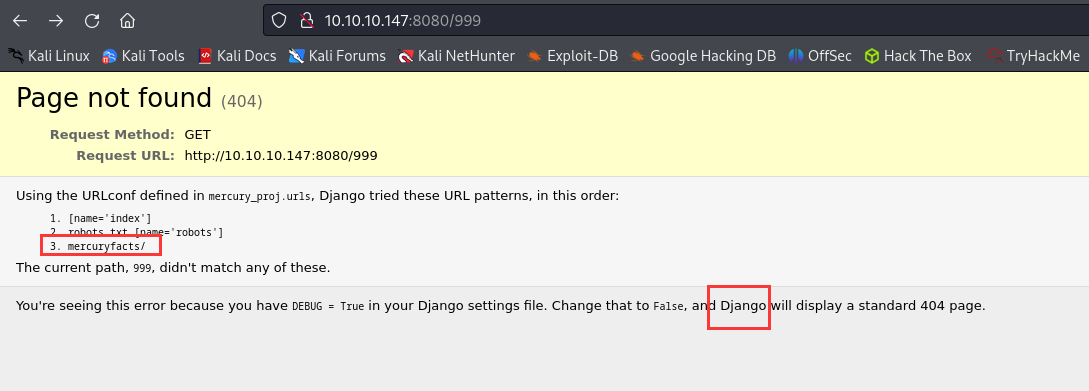 10.10.10.147:8080/999
Kali Linux Kali Tools Kali Docs Kali Forums Kali NetHunter Exploit-DB Google Hacking DB OffSec Hack The Box TryHackMe
Page not found (404)
Request Method: GET
Request URL: http://10.10.10.147:8080/999
Using the URLconf defined in mercury_proj.urls, Django tried these URL patterns, in this order:
1. [name='index']
2. robots.txt [name='robots']
3. mercuryfacts/
The current path, 999, didn't match any of these.
You're seeing this error because you have DEBUG = True in your Django settings file. Change that to False, and Django will display a standard 404 page.